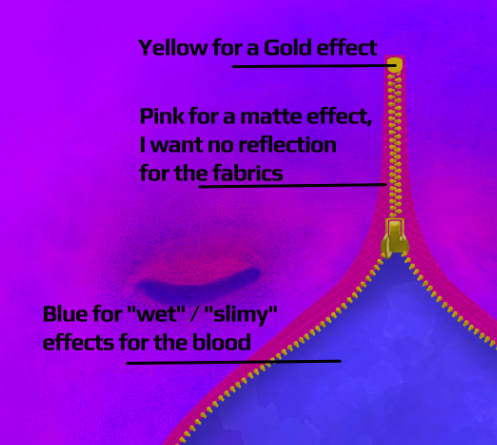 Yellow for a Gold effect
Pink for a matte effect,
I want no reflection
for the fabrics
Blue for "wet" / "slimy"
effects for the blood